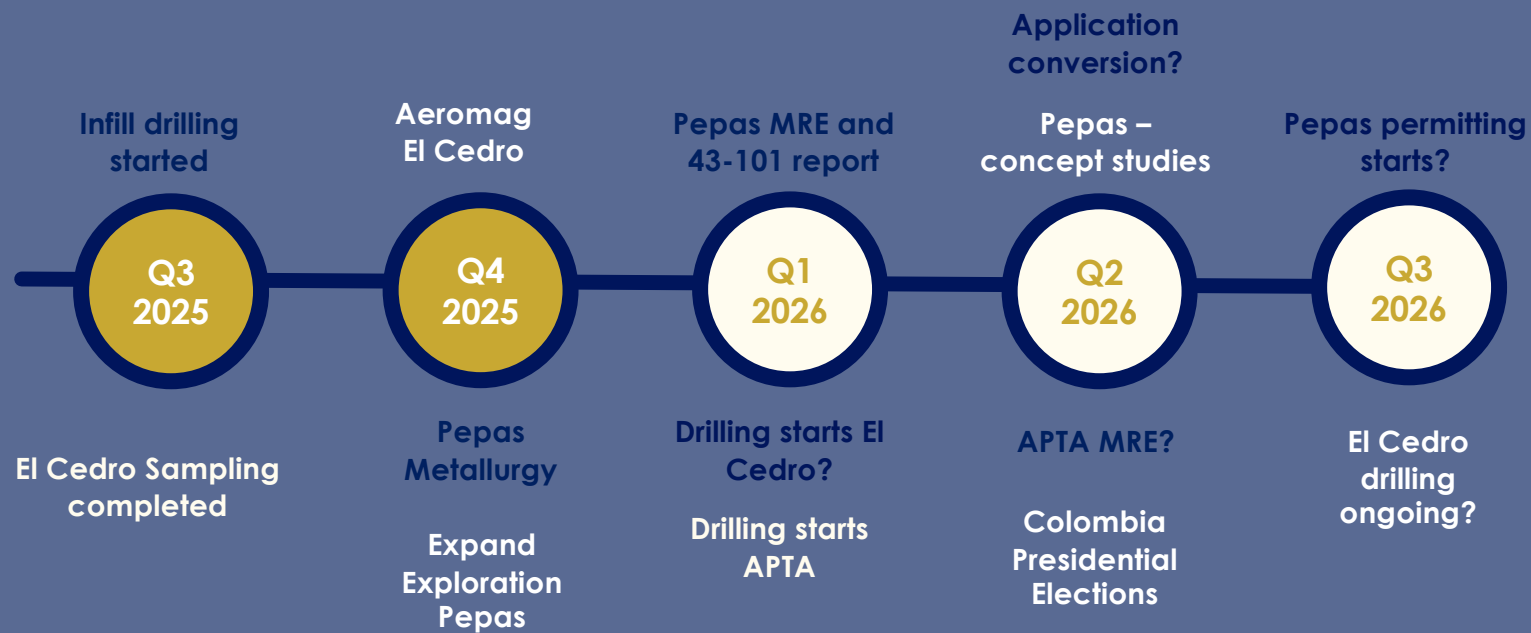 Infill drilling
started
Q3
2025
El Cedro Sampling
completed
Aeromag
El Cedro
Q4
2025
Pepas
Metallurgy
Expand
Exploration
Pepas
Pepas MRE and
43-101 report
Q1
2026
Drilling starts El
Cedro?
Drilling starts
APTA
Application
conversion?
Pepas –
concept studies
Q2
2026
APTA MRE?
Colombia
Presidential
Elections
Pepas permitting
starts?
Q3
2026
El Cedro
drilling
ongoing?